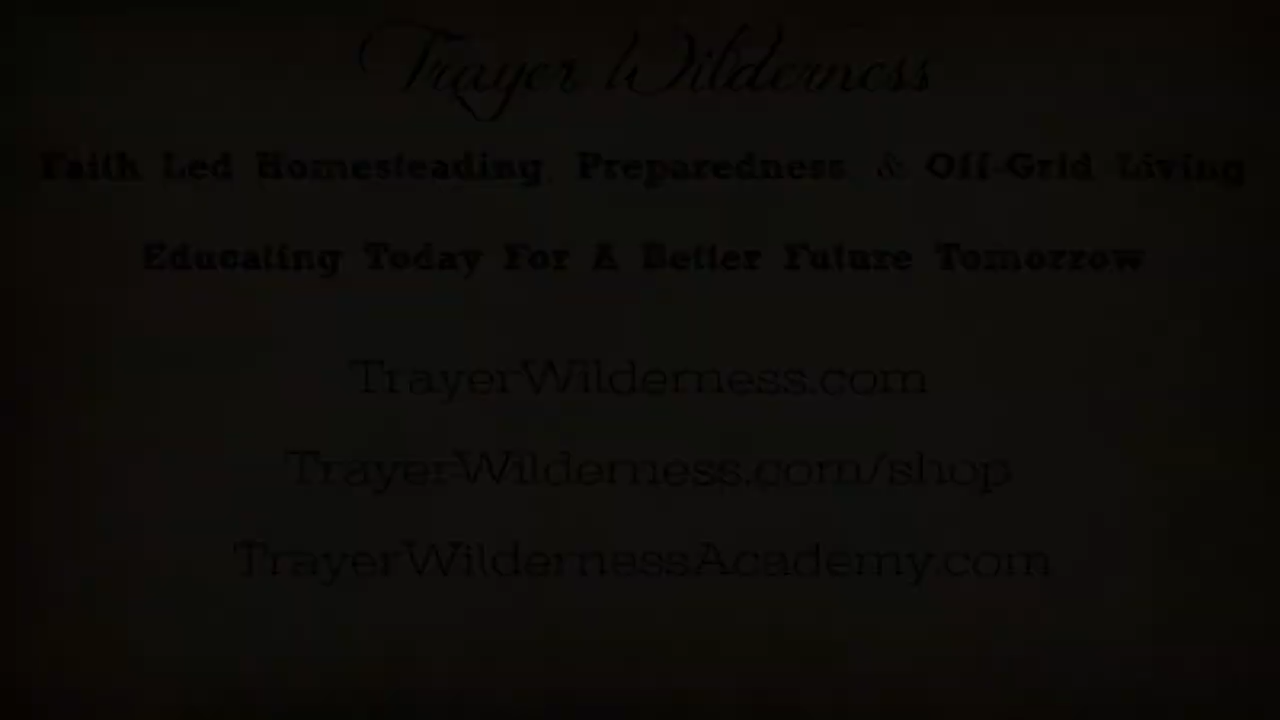 Trayer Wilderness
Faith Led Homesteading, Preparedness & Off-Grid Living
Educating Today For A Better Future Tomorrow
TrayerWilderness.com
TrayerWilderness.com/shop
TrayerWildernessAcademy.com